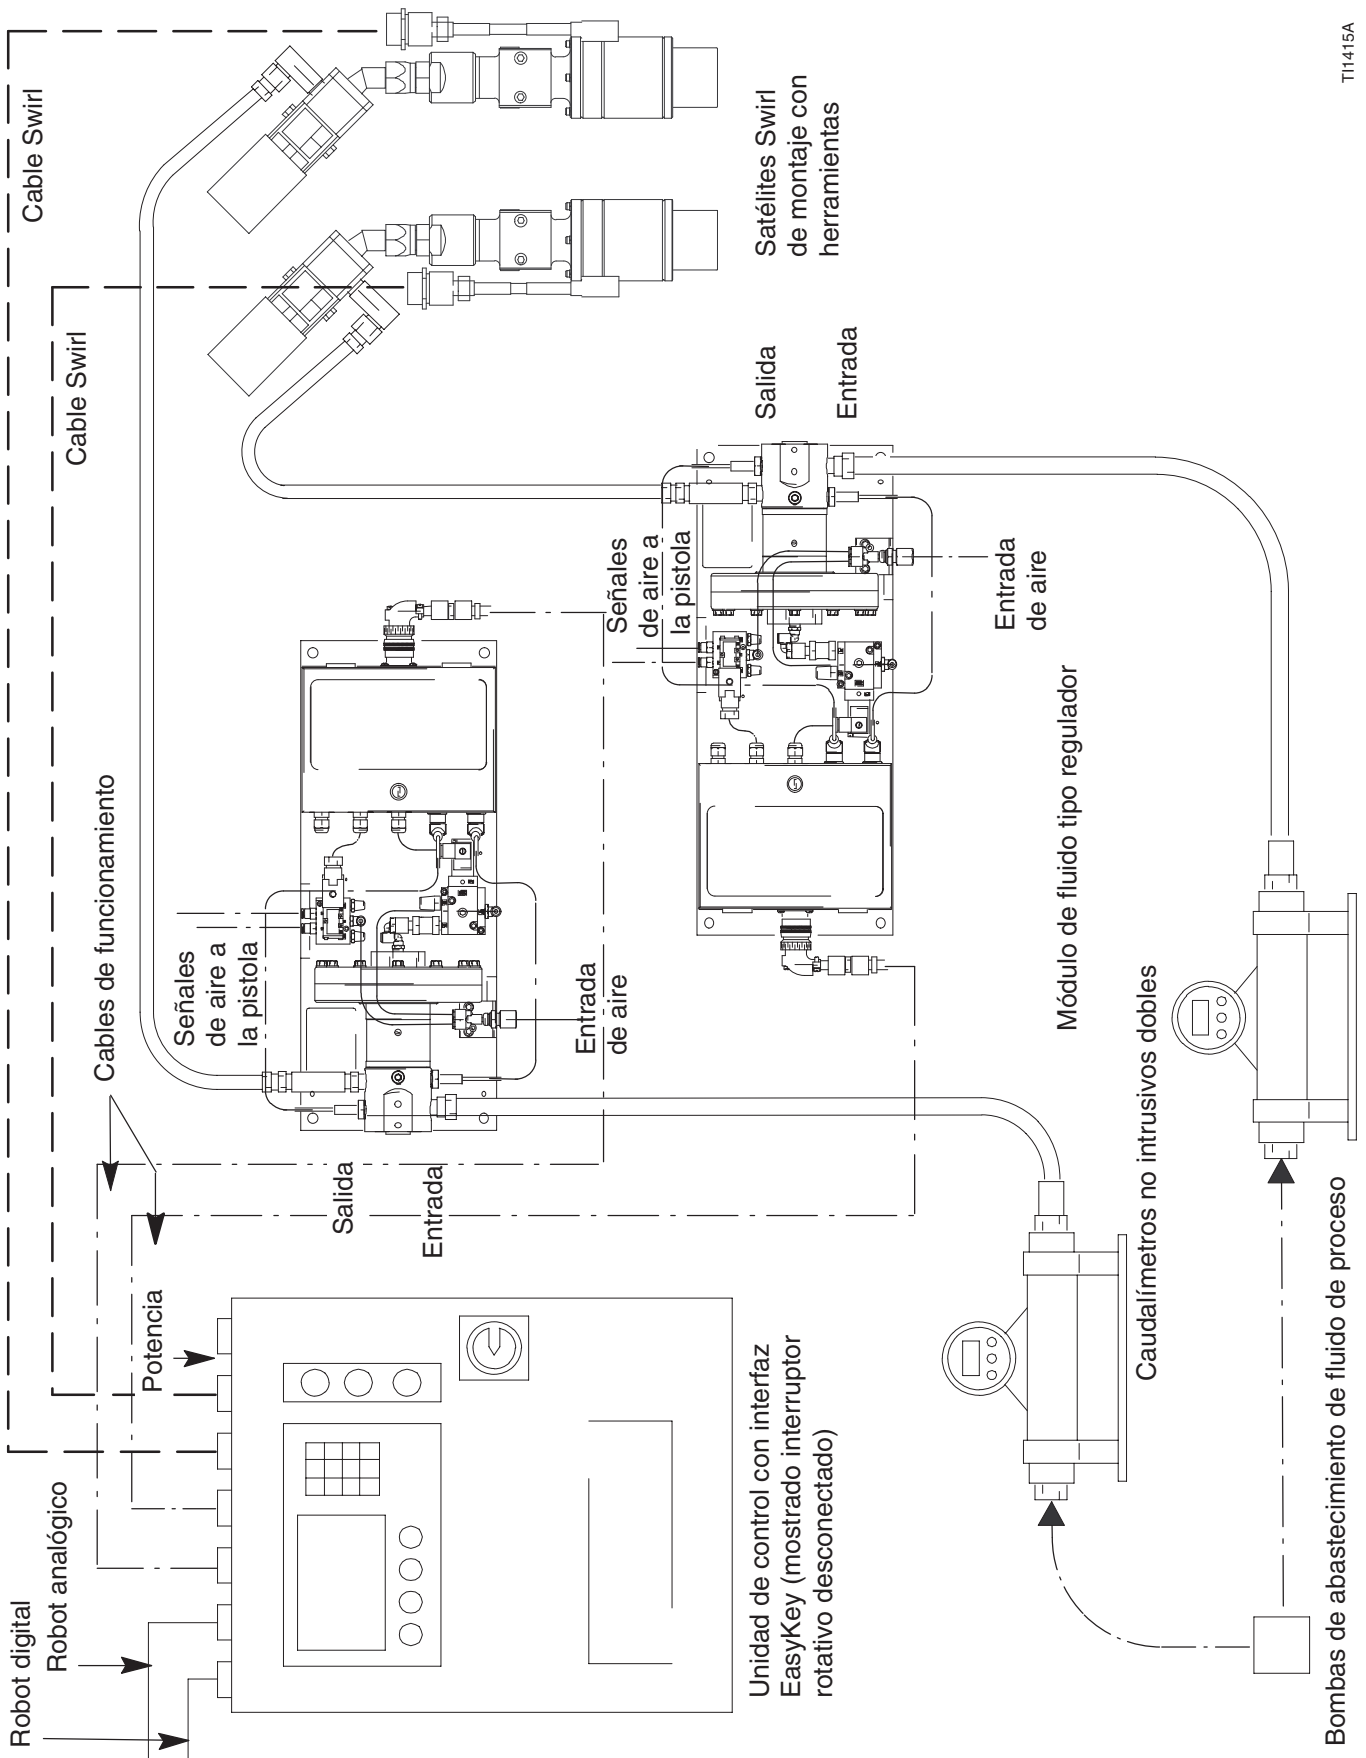 Robot digital
Robot analógico
Potencia
Cables de funcionamiento
Cable Swirl
Cable Swirl
Señales
de aire a
la pistola
Salida
Entrada
Entrada
de aire
Señales
de aire a
la pistola
Entrada
de aire
Salida
Entrada
Satélites Swirl
de montaje con
herramientas
Unidad de control con interfaz
EasyKey (mostrado interruptor
rotativo desconectado)
Módulo de fluido tipo regulador
Caudalímetros no intrusivos dobles
Bombas de abastecimiento de fluido de proceso
TI1415A